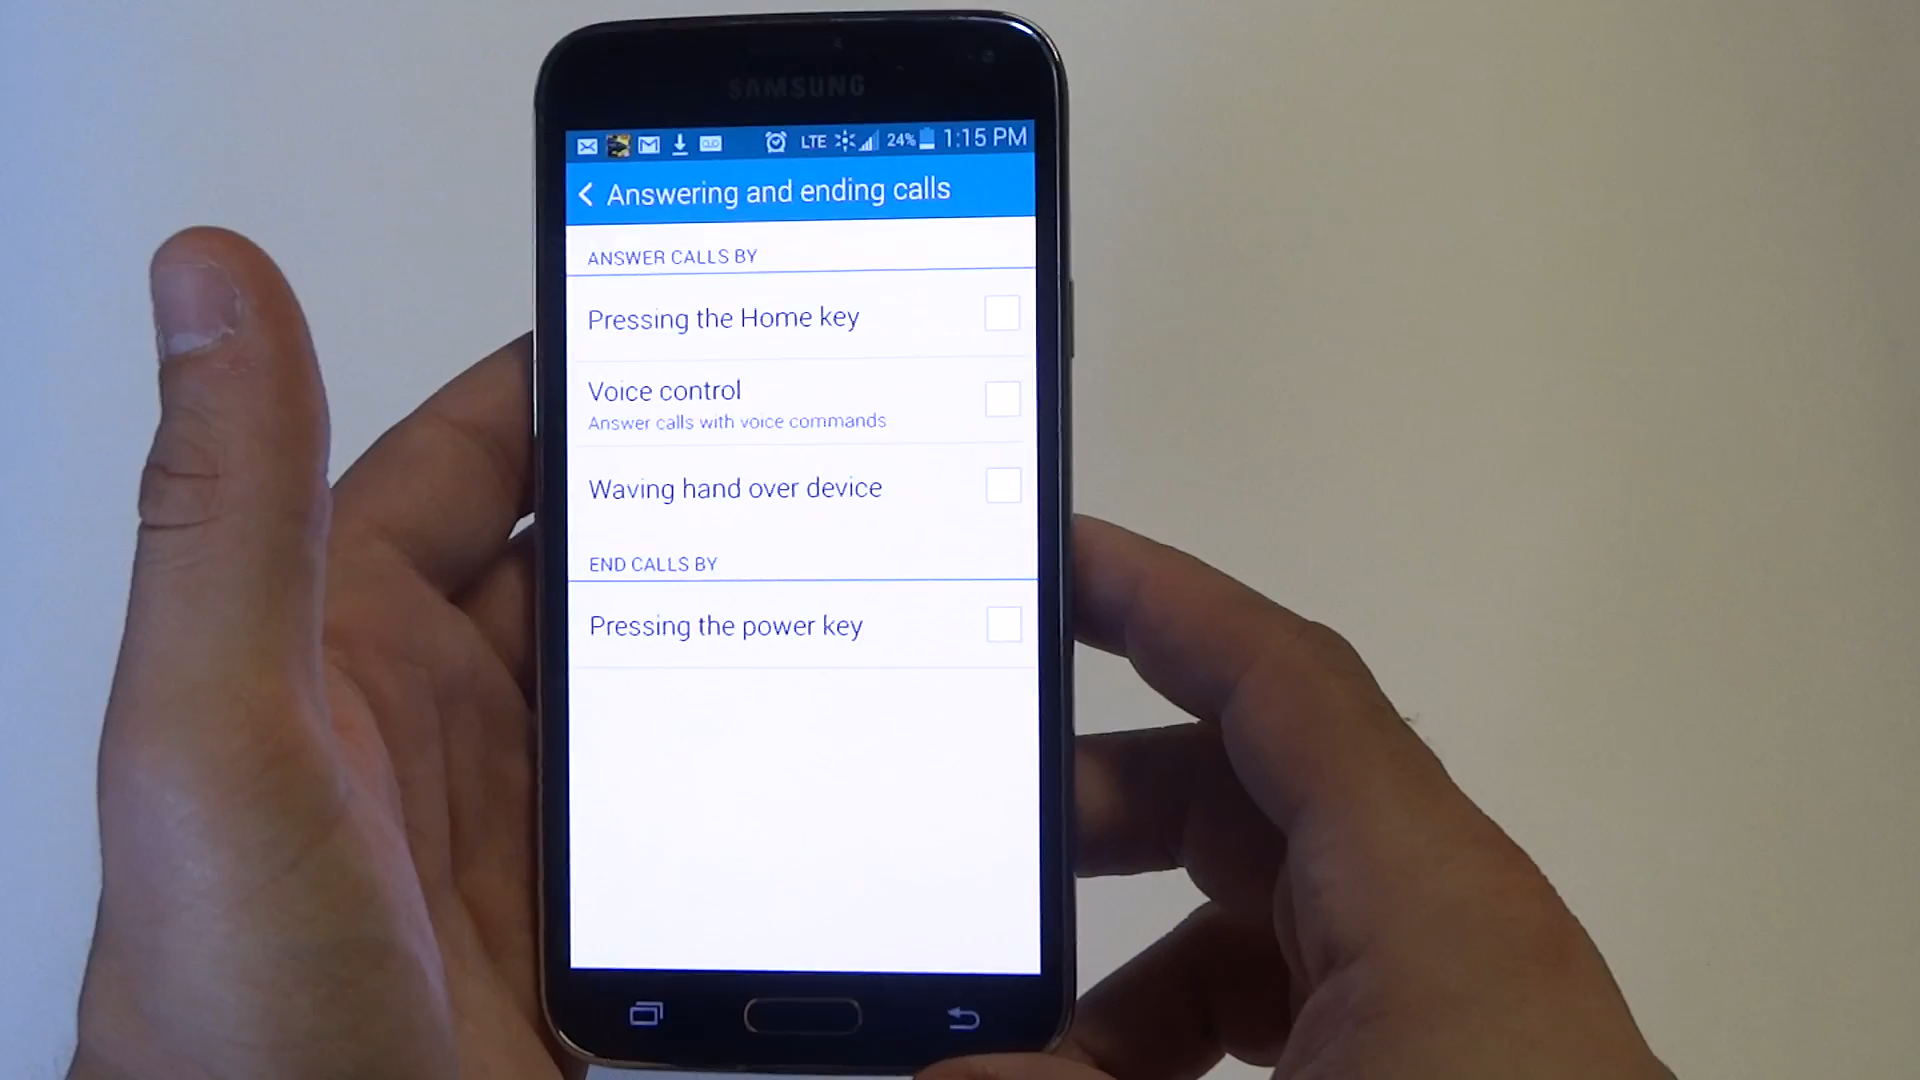 SAMSUNG
LTE 24% 1:15 PM
Answering and ending calls
ANSWER CALLS BY
Pressing the Home key
Voice control
Answer calls with voice commands
Waving hand over device
END CALLS BY
Pressing the power key